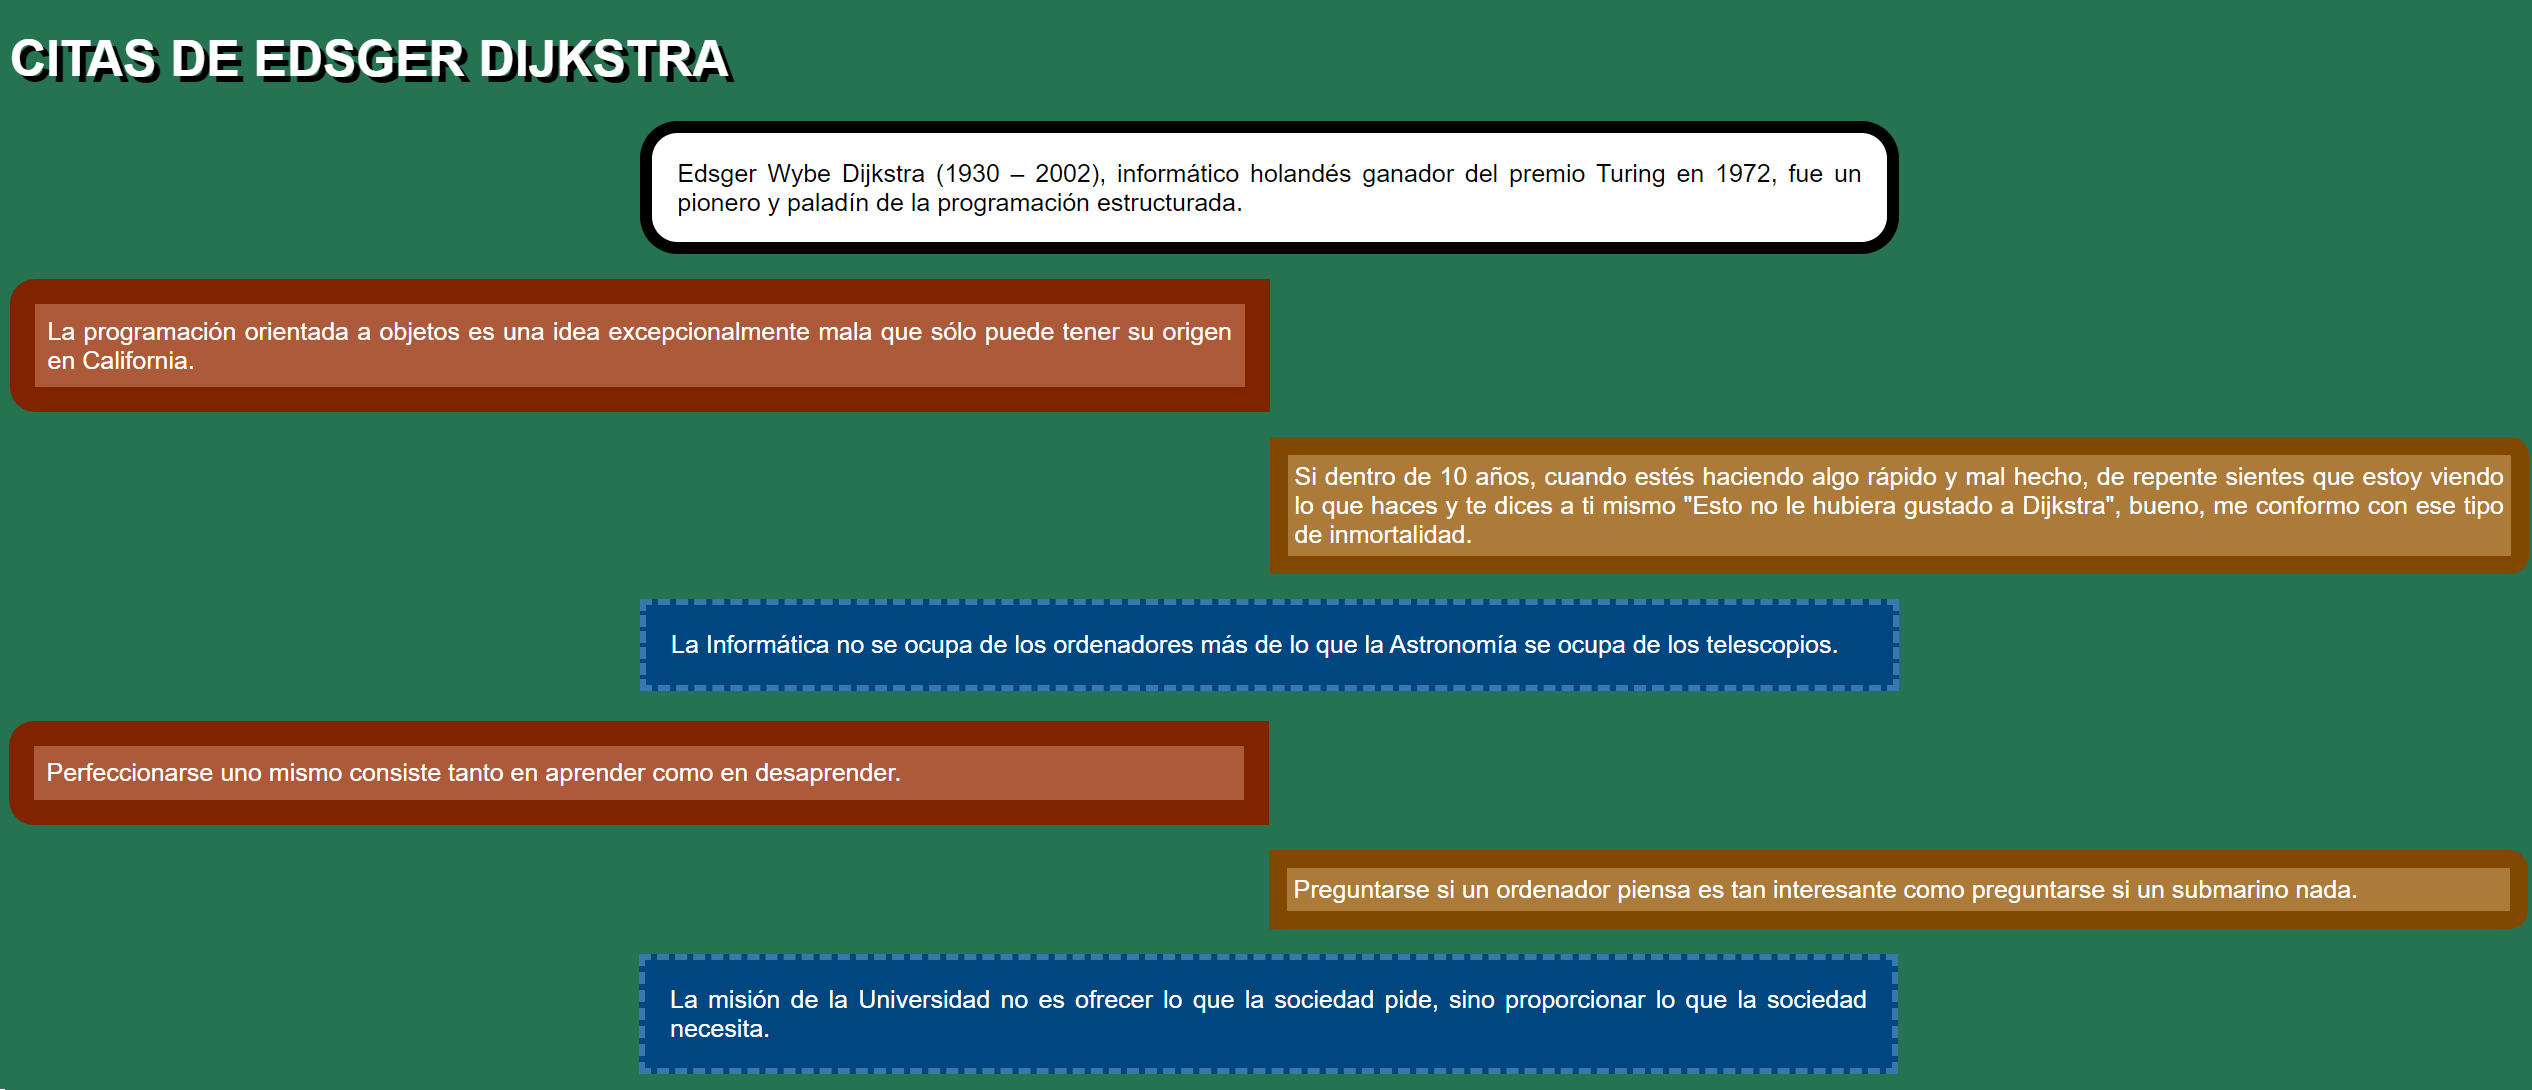 CITAS DE EDSGER DIJKSTRA
Edsger Wybe Dijkstra (1930 – 2002), informático holandés ganador del premio Turing en 1972, fue un
pionero y paladín de la programación estructurada.
La programación orientada a objetos es una idea excepcionalmente mala que sólo puede tener su origen
en California.
Si dentro de 10 años, cuando estés haciendo algo rápido y mal hecho, de repente sientes que estoy viendo
lo que haces y te dices a ti mismo "Esto no le hubiera gustado a Dijkstra", bueno, me conformo con ese tipo
de inmortalidad.
La Informática no se ocupa de los ordenadores más de lo que la Astronomía se ocupa de los telescopios.
Perfeccionarse uno mismo consiste tanto en aprender como en desaprender.
Preguntarse si un ordenador piensa es tan interesante como preguntarse si un submarino nada.
La misión de la Universidad no es ofrecer lo que la sociedad pide, sino proporcionar lo que la sociedad
necesita.